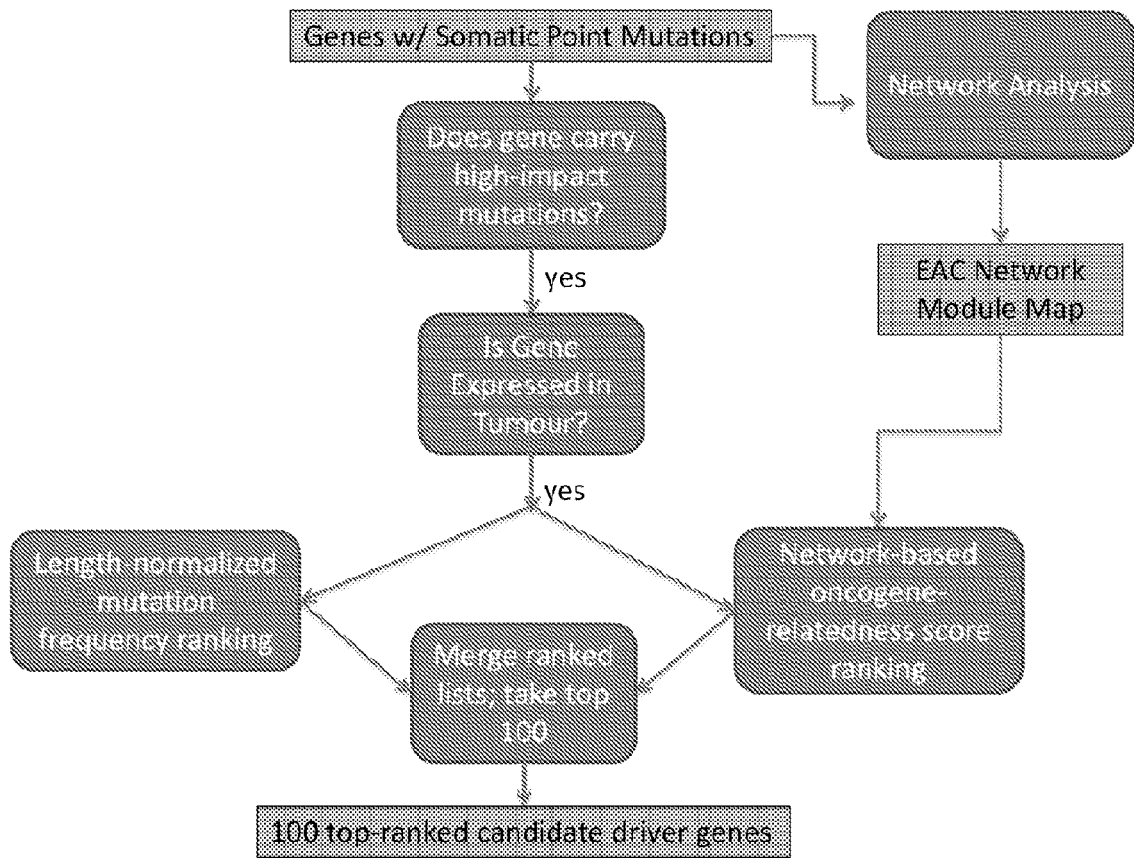 Genes w/ Somatic Point Mutations
Network Analysis
Does gene carry
high-impact
mutations?
yes
EAC Network
Module Map
Is Gene
Expressed in
Tumour?
yes
Length-normalized
mutation
frequency ranking
Network-based
oncogene-
relatedness score
ranking
Merge ranked
lists; take top
100
100 top-ranked candidate driver genes